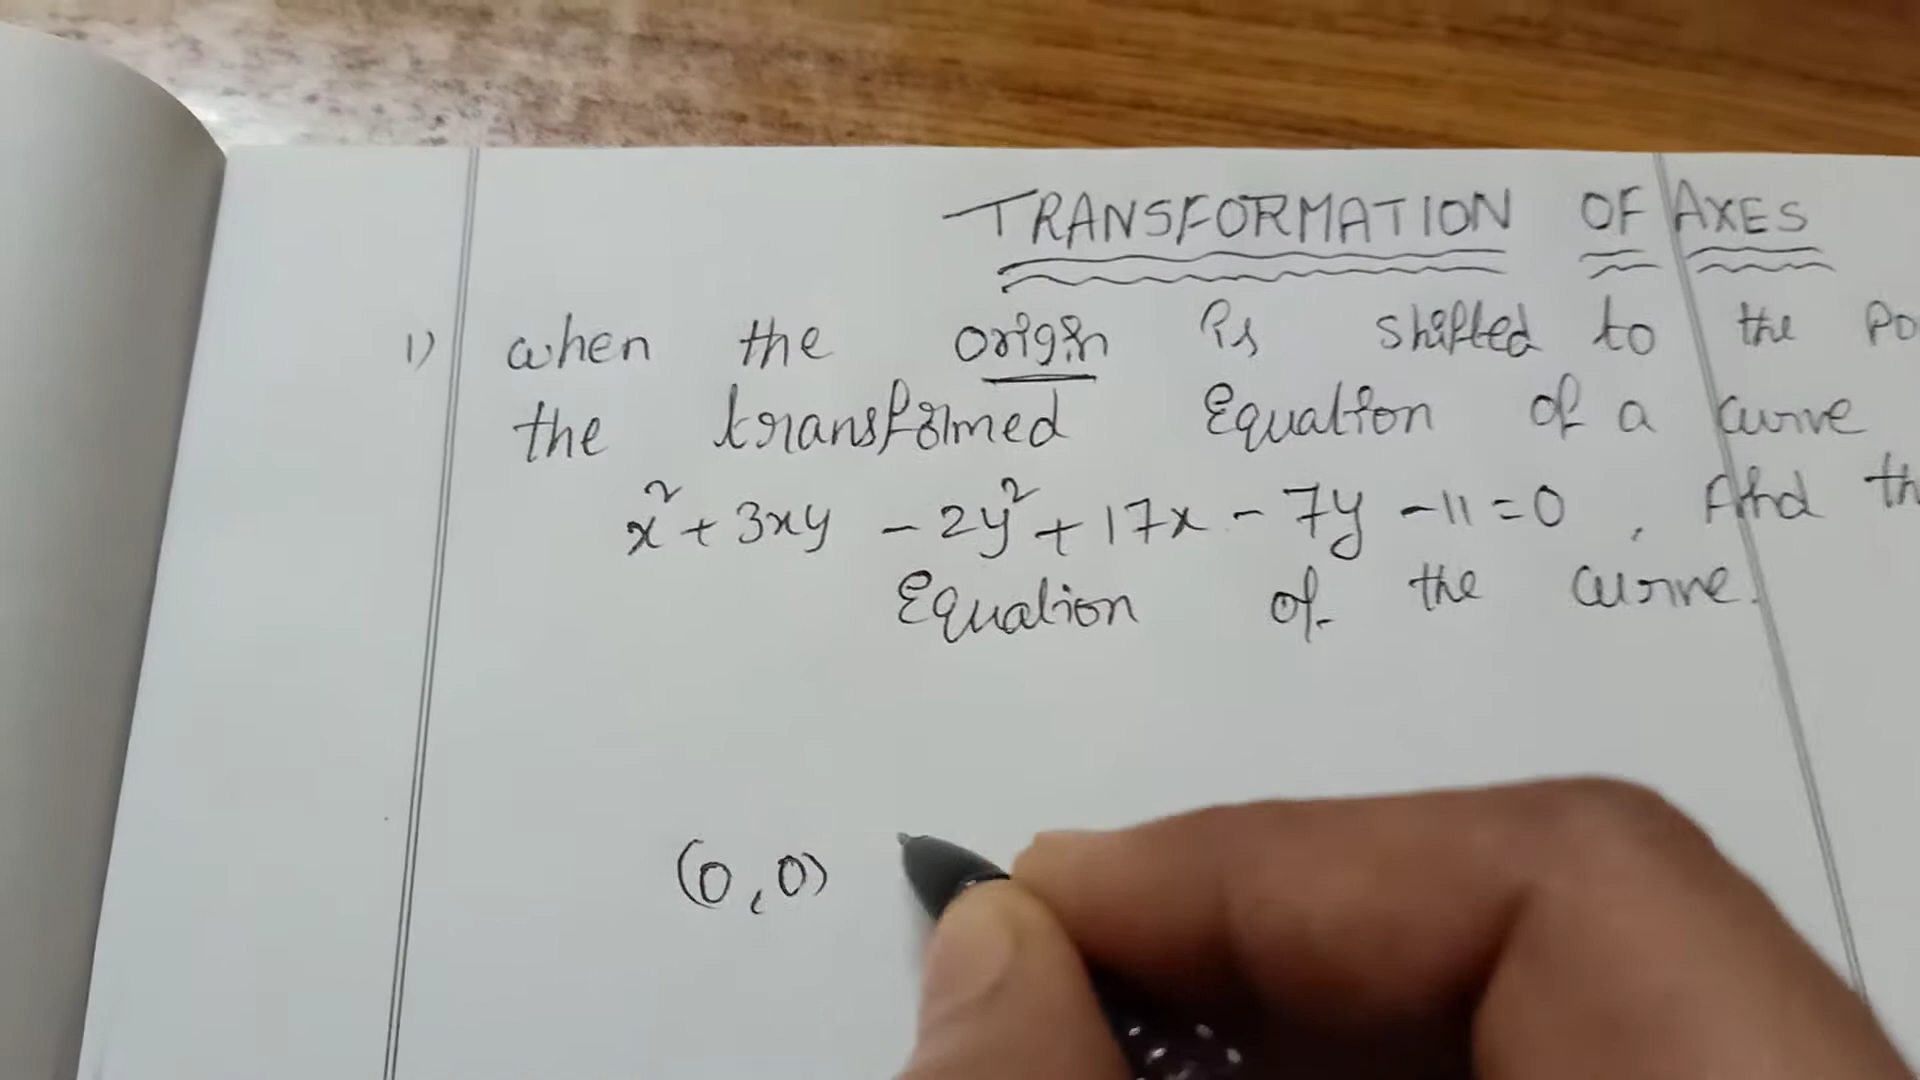 TRANSFORMATION OF AXES
1) when the origin is shifted to the Po
the transformed Equation of a curve
x² + 3xy - 2y² + 17x - 7y - 11 = 0, find th
Equation of the curve.
(0,0)